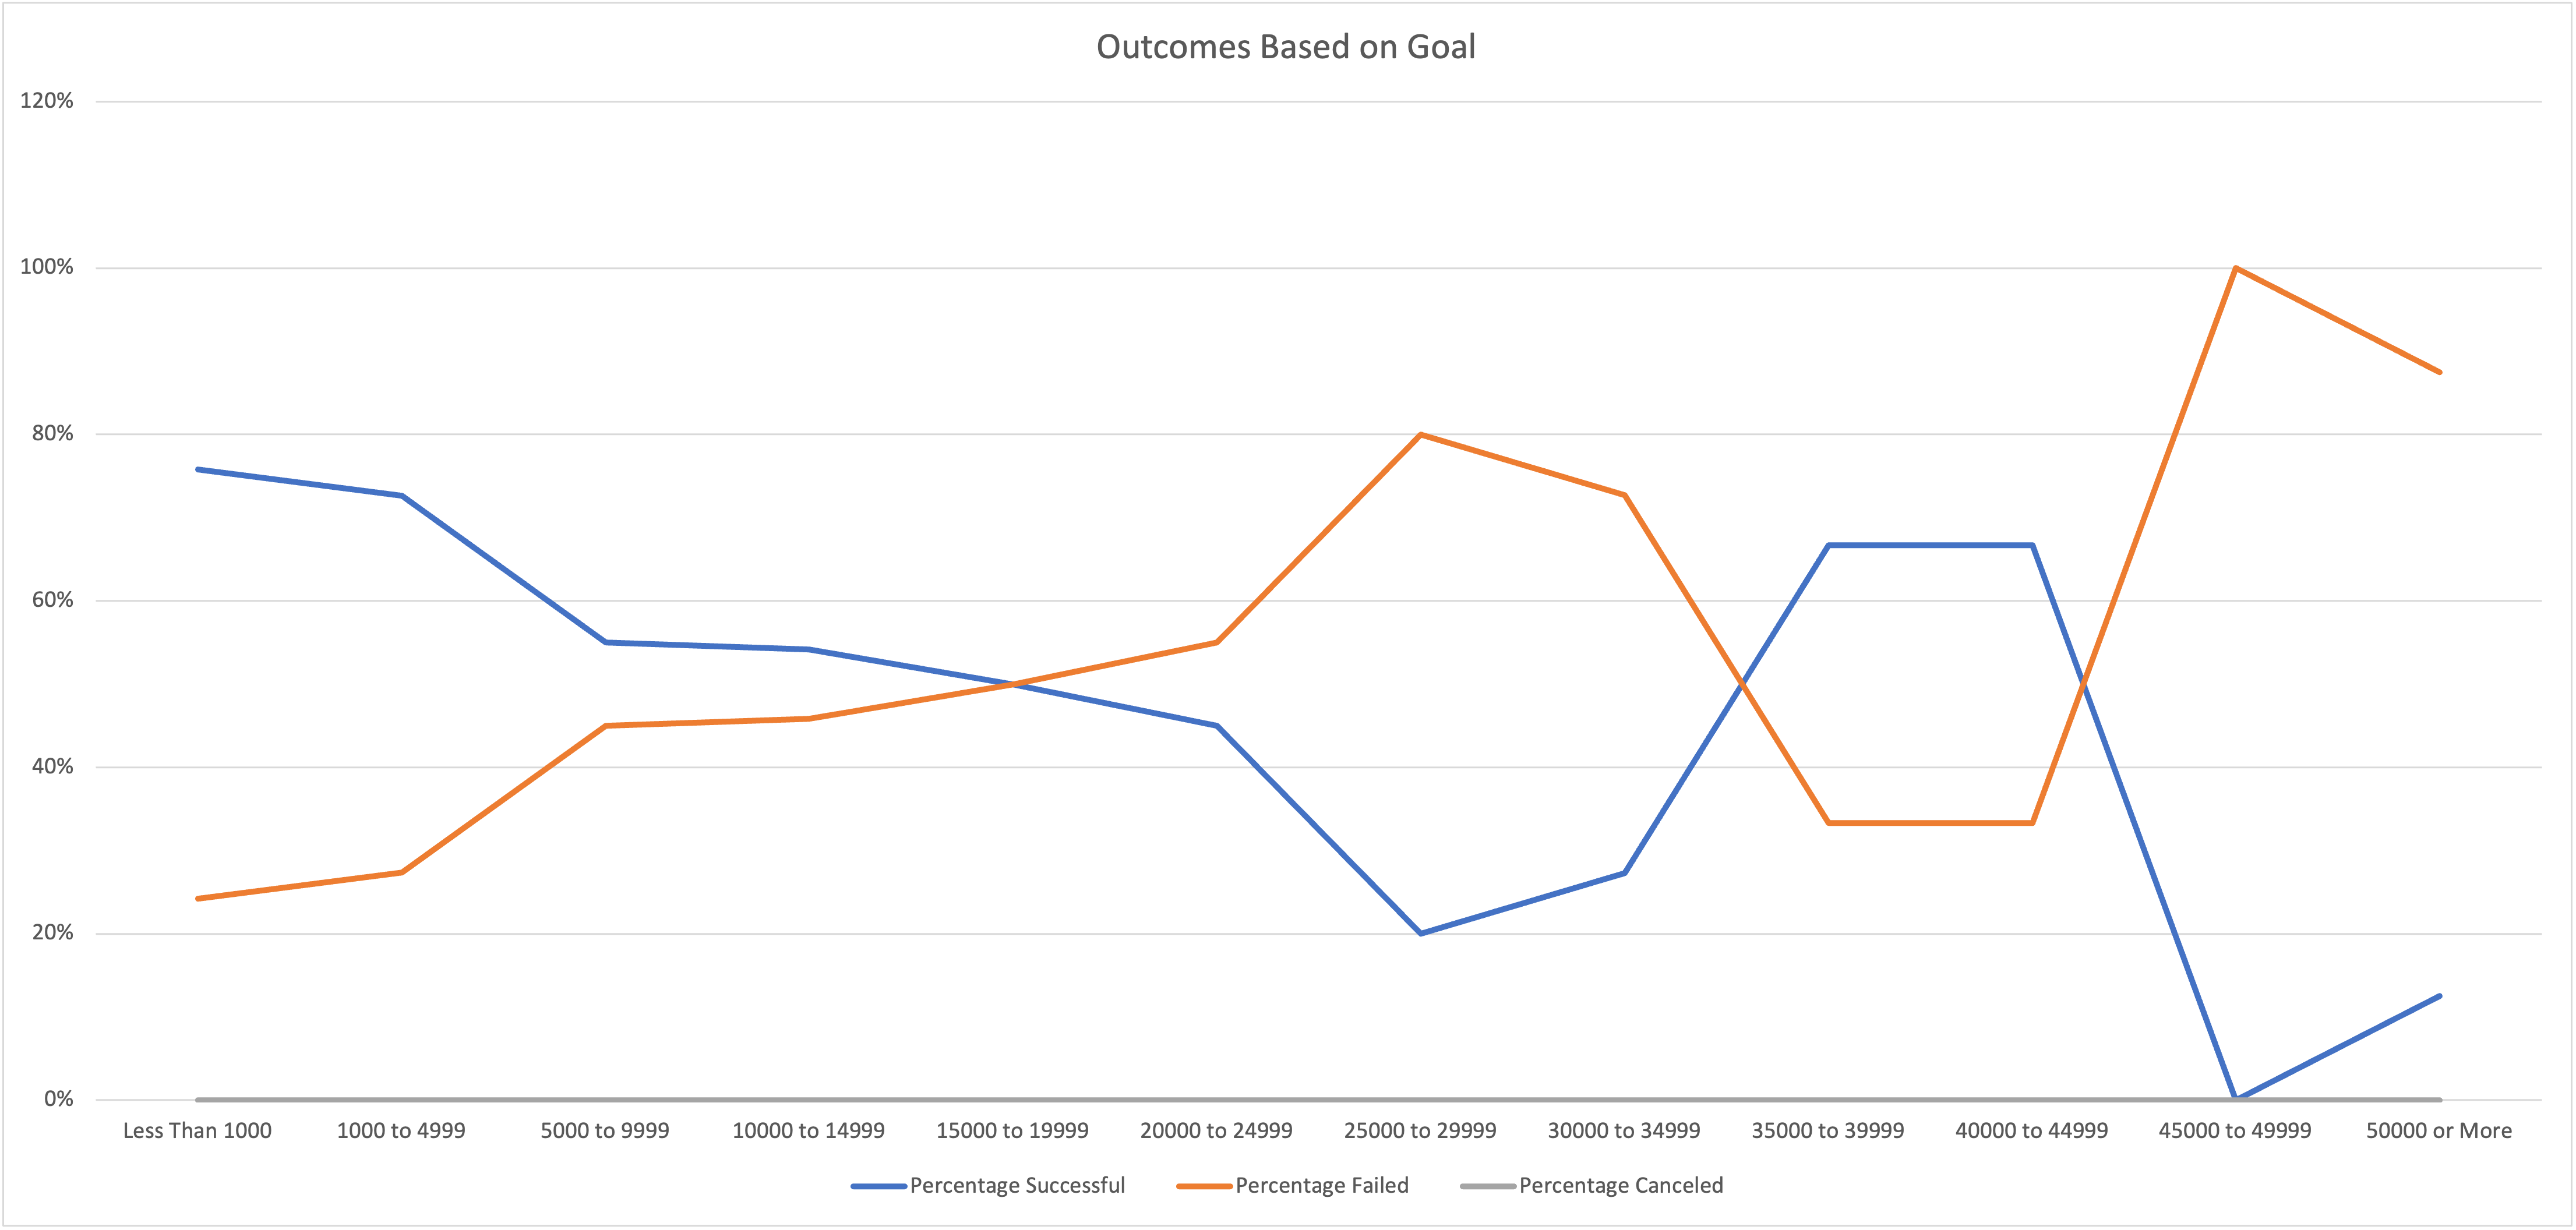 Outcomes Based on Goal
120%
100%
80%
60%
40%
20%
0%
Less Than 1000 1000 to 4999 5000 to 9999 10000 to 14999 15000 to 19999 20000 to 24999 25000 to 29999 30000 to 34999 35000 to 39999 40000 to 44999 45000 to 49999 50000 or More
Percentage Successful Percentage Failed Percentage Canceled